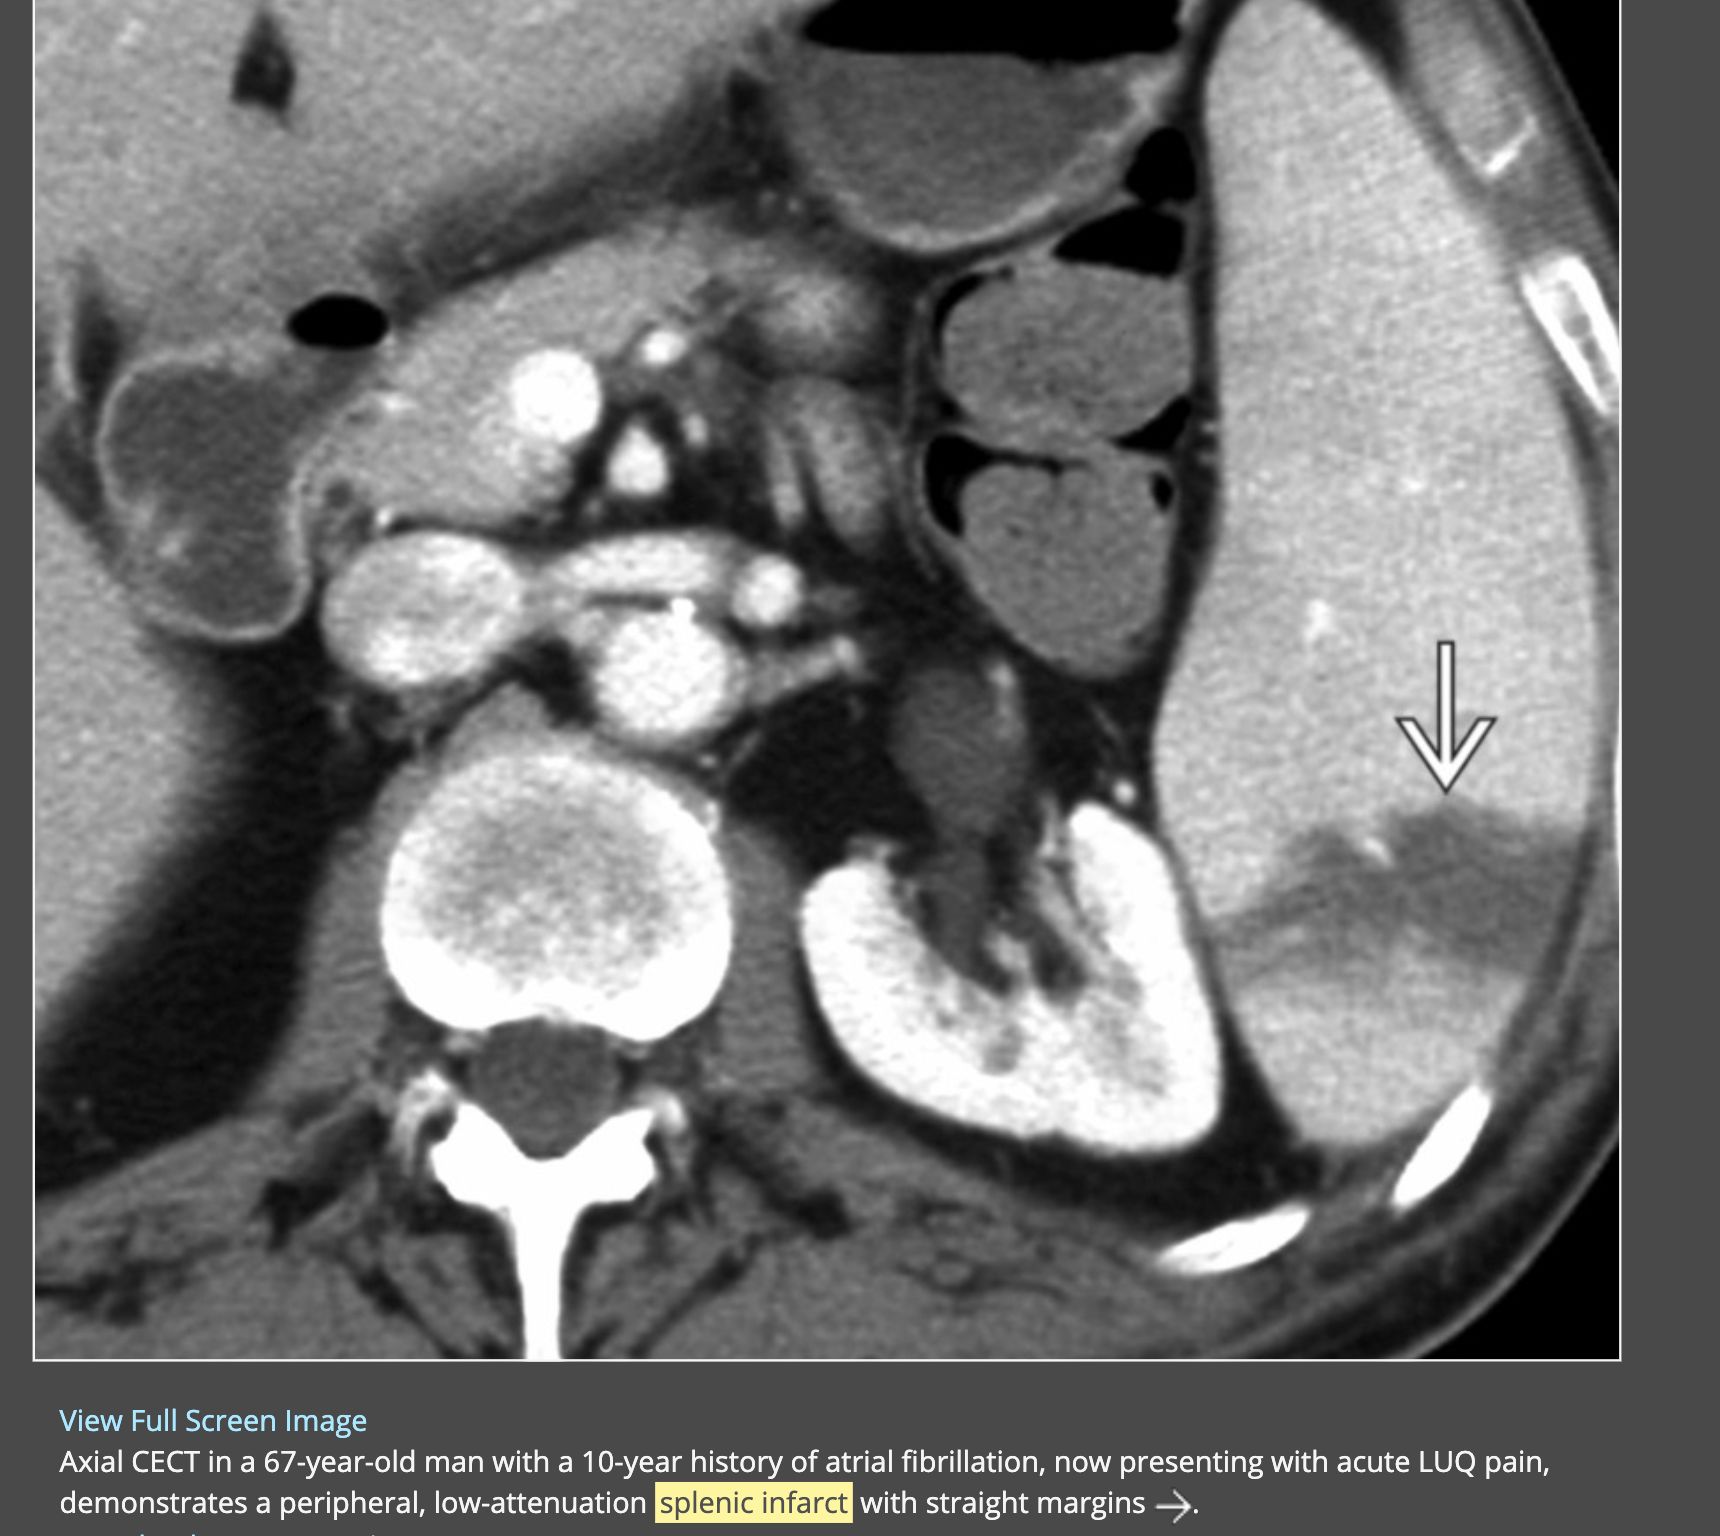 View Full Screen Image
Axial CECT in a 67-year-old man with a 10-year history of atrial fibrillation, now presenting with acute LUQ pain,
demonstrates a peripheral, low-attenuation splenic infarct with straight margins →.